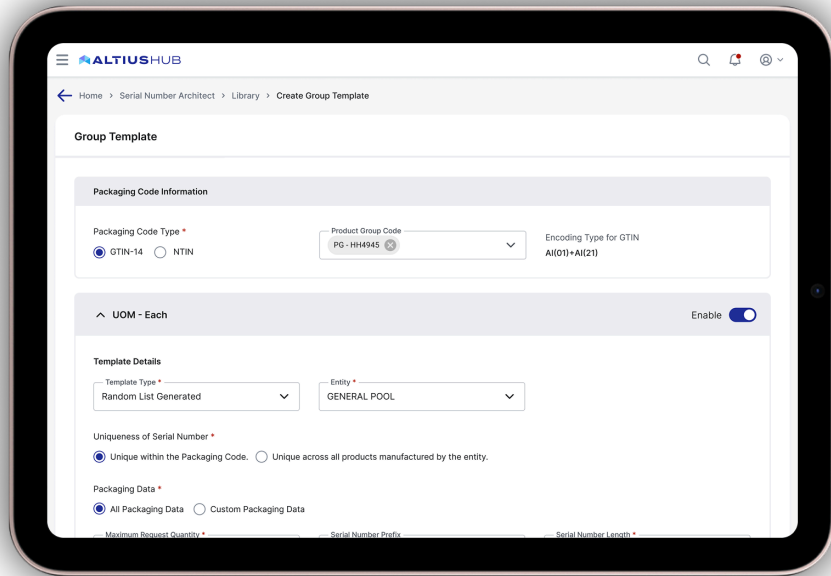 ALTIUSHUB
Home > Serial Number Architect > Library > Create Group Template
Group Template
Packaging Code Information
Packaging Code Type *
GTIN-14 NTIN
Product Group Code
PG - HH4945
Encoding Type for GTIN
AI(01)+AI(21)
UOM - Each
Enable
Template Details
Template Type *
Random List Generated
Entity *
GENERAL POOL
Uniqueness of Serial Number *
Unique within the Packaging Code. Unique across all products manufactured by the entity.
Packaging Data *
All Packaging Data Custom Packaging Data
Maximum Request Quantity * Serial Number Prefix Serial Number Length *